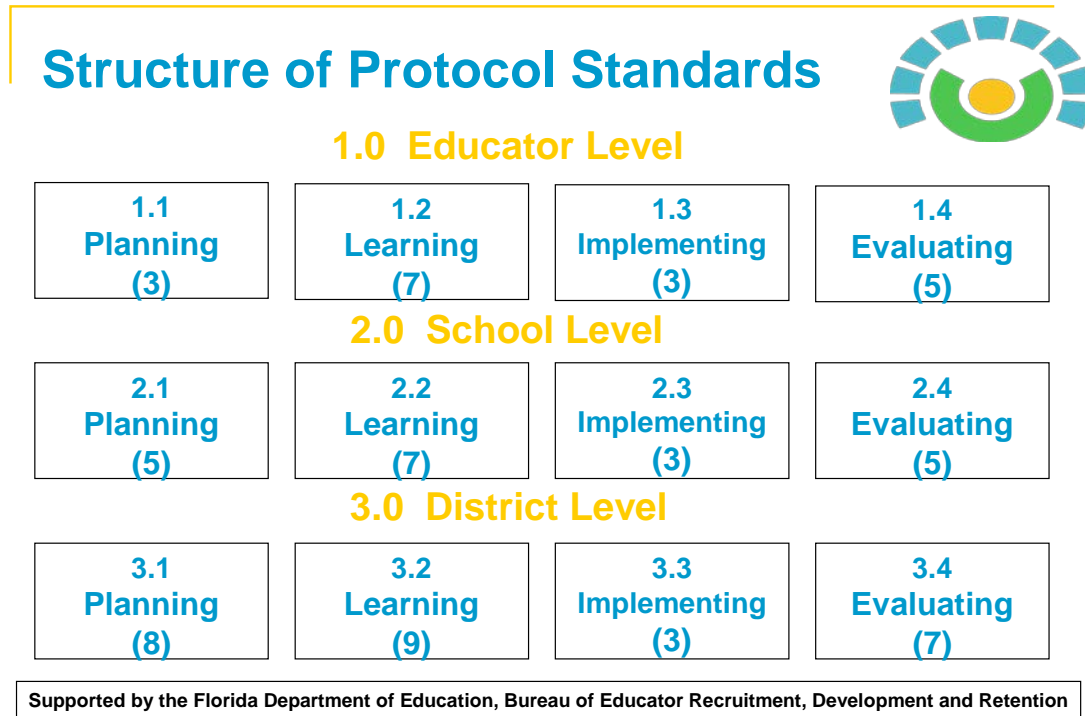 Structure of Protocol Standards
1.0 Educator Level
1.1
Planning
(3)
1.2
Learning
(7)
1.3
Implementing
(3)
1.4
Evaluating
(5)
2.0 School Level
2.1
Planning
(5)
2.2
Learning
(7)
2.3
Implementing
(3)
2.4
Evaluating
(5)
3.0 District Level
3.1
Planning
(8)
3.2
Learning
(9)
3.3
Implementing
(3)
3.4
Evaluating
(7)
Supported by the Florida Department of Education, Bureau of Educator Recruitment, Development and Retention